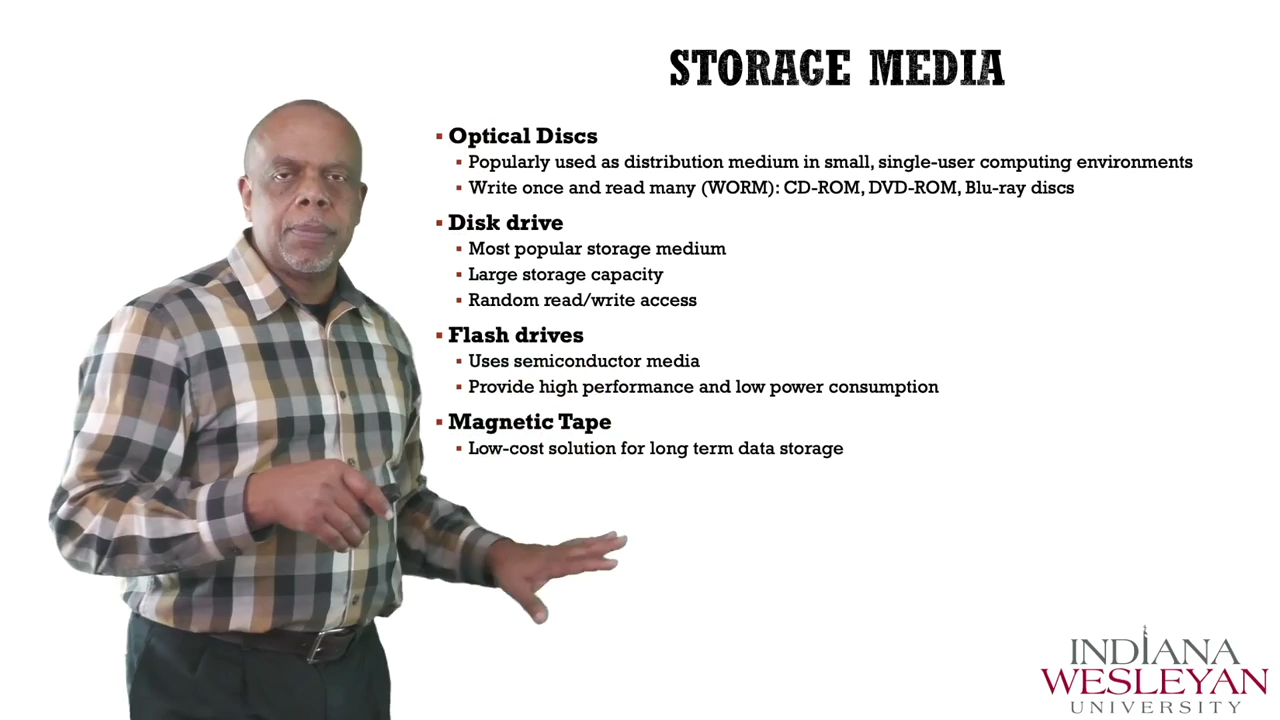 STORAGE MEDIA
Optical Discs
Popularly used as distribution medium in small, single-user computing environments
Write once and read many (WORM): CD-ROM, DVD-ROM, Blu-ray discs
Disk drive
Most popular storage medium
Large storage capacity
Random read/write access
Flash drives
Uses semiconductor media
Provide high performance and low power consumption
Magnetic Tape
Low-cost solution for long term data storage
INDIANA
WESLEYAN
UNIVERSITY